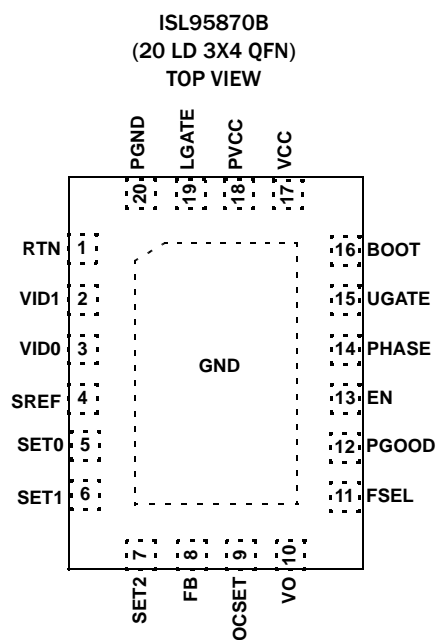 ISL95870B
(20 LD 3X4 QFN)
TOP VIEW
PGND
LGATE
PVCC
VCC
20
19
18
17
RTN 1
VID1 2
VID0 3
SREF 4
SET0 5
SET1 6
GND
16 BOOT
15 UGATE
14 PHASE
13 EN
12 PGOOD
11 FSEL
7
8
9
10
SET2
FB
OCSET
VO